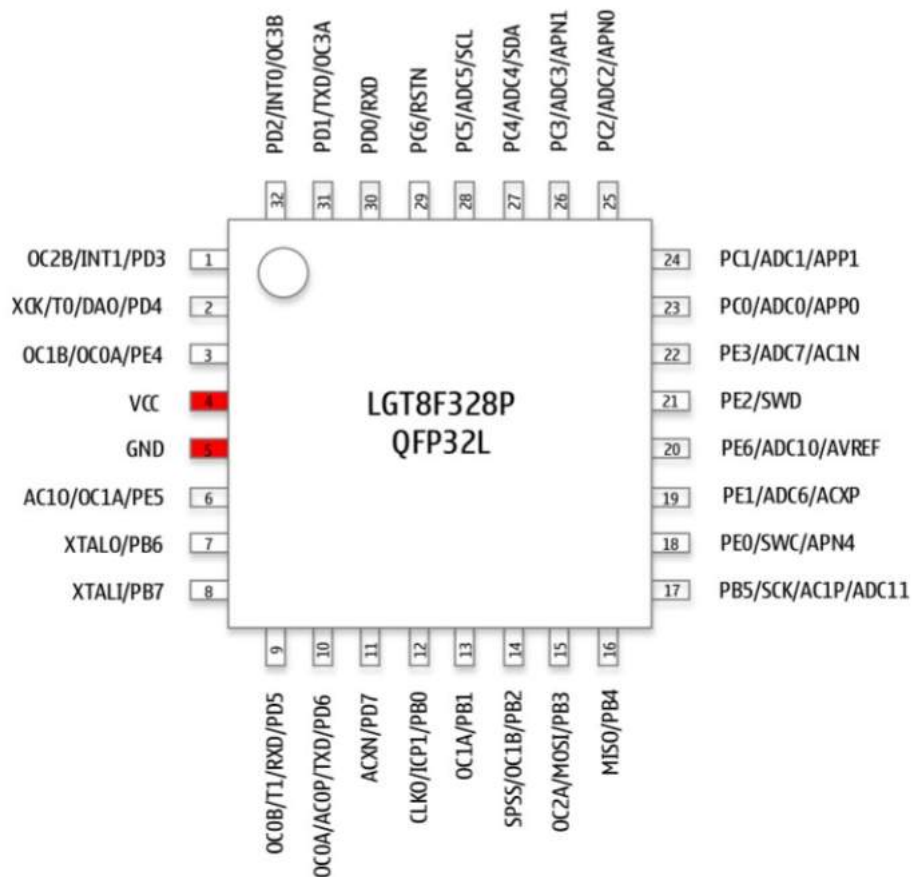 PD2/INT0/OC3B
PD1/TXD/OC3A
PD0/RXD
PC6/RSTN
PC5/ADC5/SCL
PC4/ADC4/SDA
PC3/ADC3/APN1
PC2/ADC2/APN0
32
31
30
29
28
27
26
25
OC2B/INT1/PD3 1
XCK/T0/DAO/PD4 2
OC1B/OC0A/PE4 3
VCC 4
GND 5
AC1O/OC1A/PE5 6
XTALO/PB6 7
XTALI/PB7 8
LGT8F328P
QFP32L
24 PC1/ADC1/APP1
23 PC0/ADC0/APP0
22 PE3/ADC7/AC1N
21 PE2/SWD
20 PE6/ADC10/AVREF
19 PE1/ADC6/ACXP
18 PE0/SWC/APN4
17 PB5/SCK/AC1P/ADC11
9
10
11
12
13
14
15
16
OC0B/T1/RXD/PD5
OC0A/AC0P/TXD/PD6
ACXN/PD7
CLKO/ICP1/PB0
OC1A/PB1
SPSS/OC1B/PB2
OC2A/MOSI/PB3
MISO/PB4